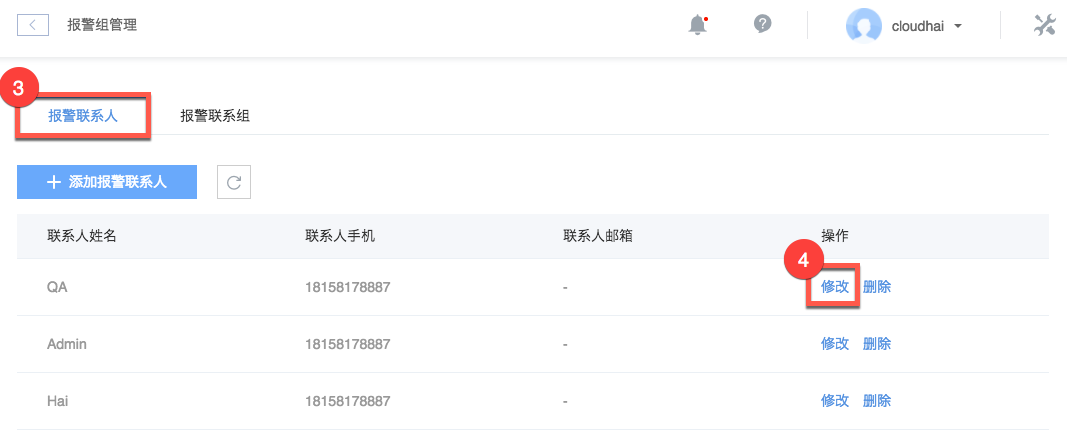 报警组管理
cloudhai
3
报警联系人 报警联系组
添加报警联系人
联系人姓名 联系人手机 联系人邮箱 操作
4
QA 18158178887 - 修改 删除
Admin 18158178887 - 修改 删除
Hai 18158178887 - 修改 删除